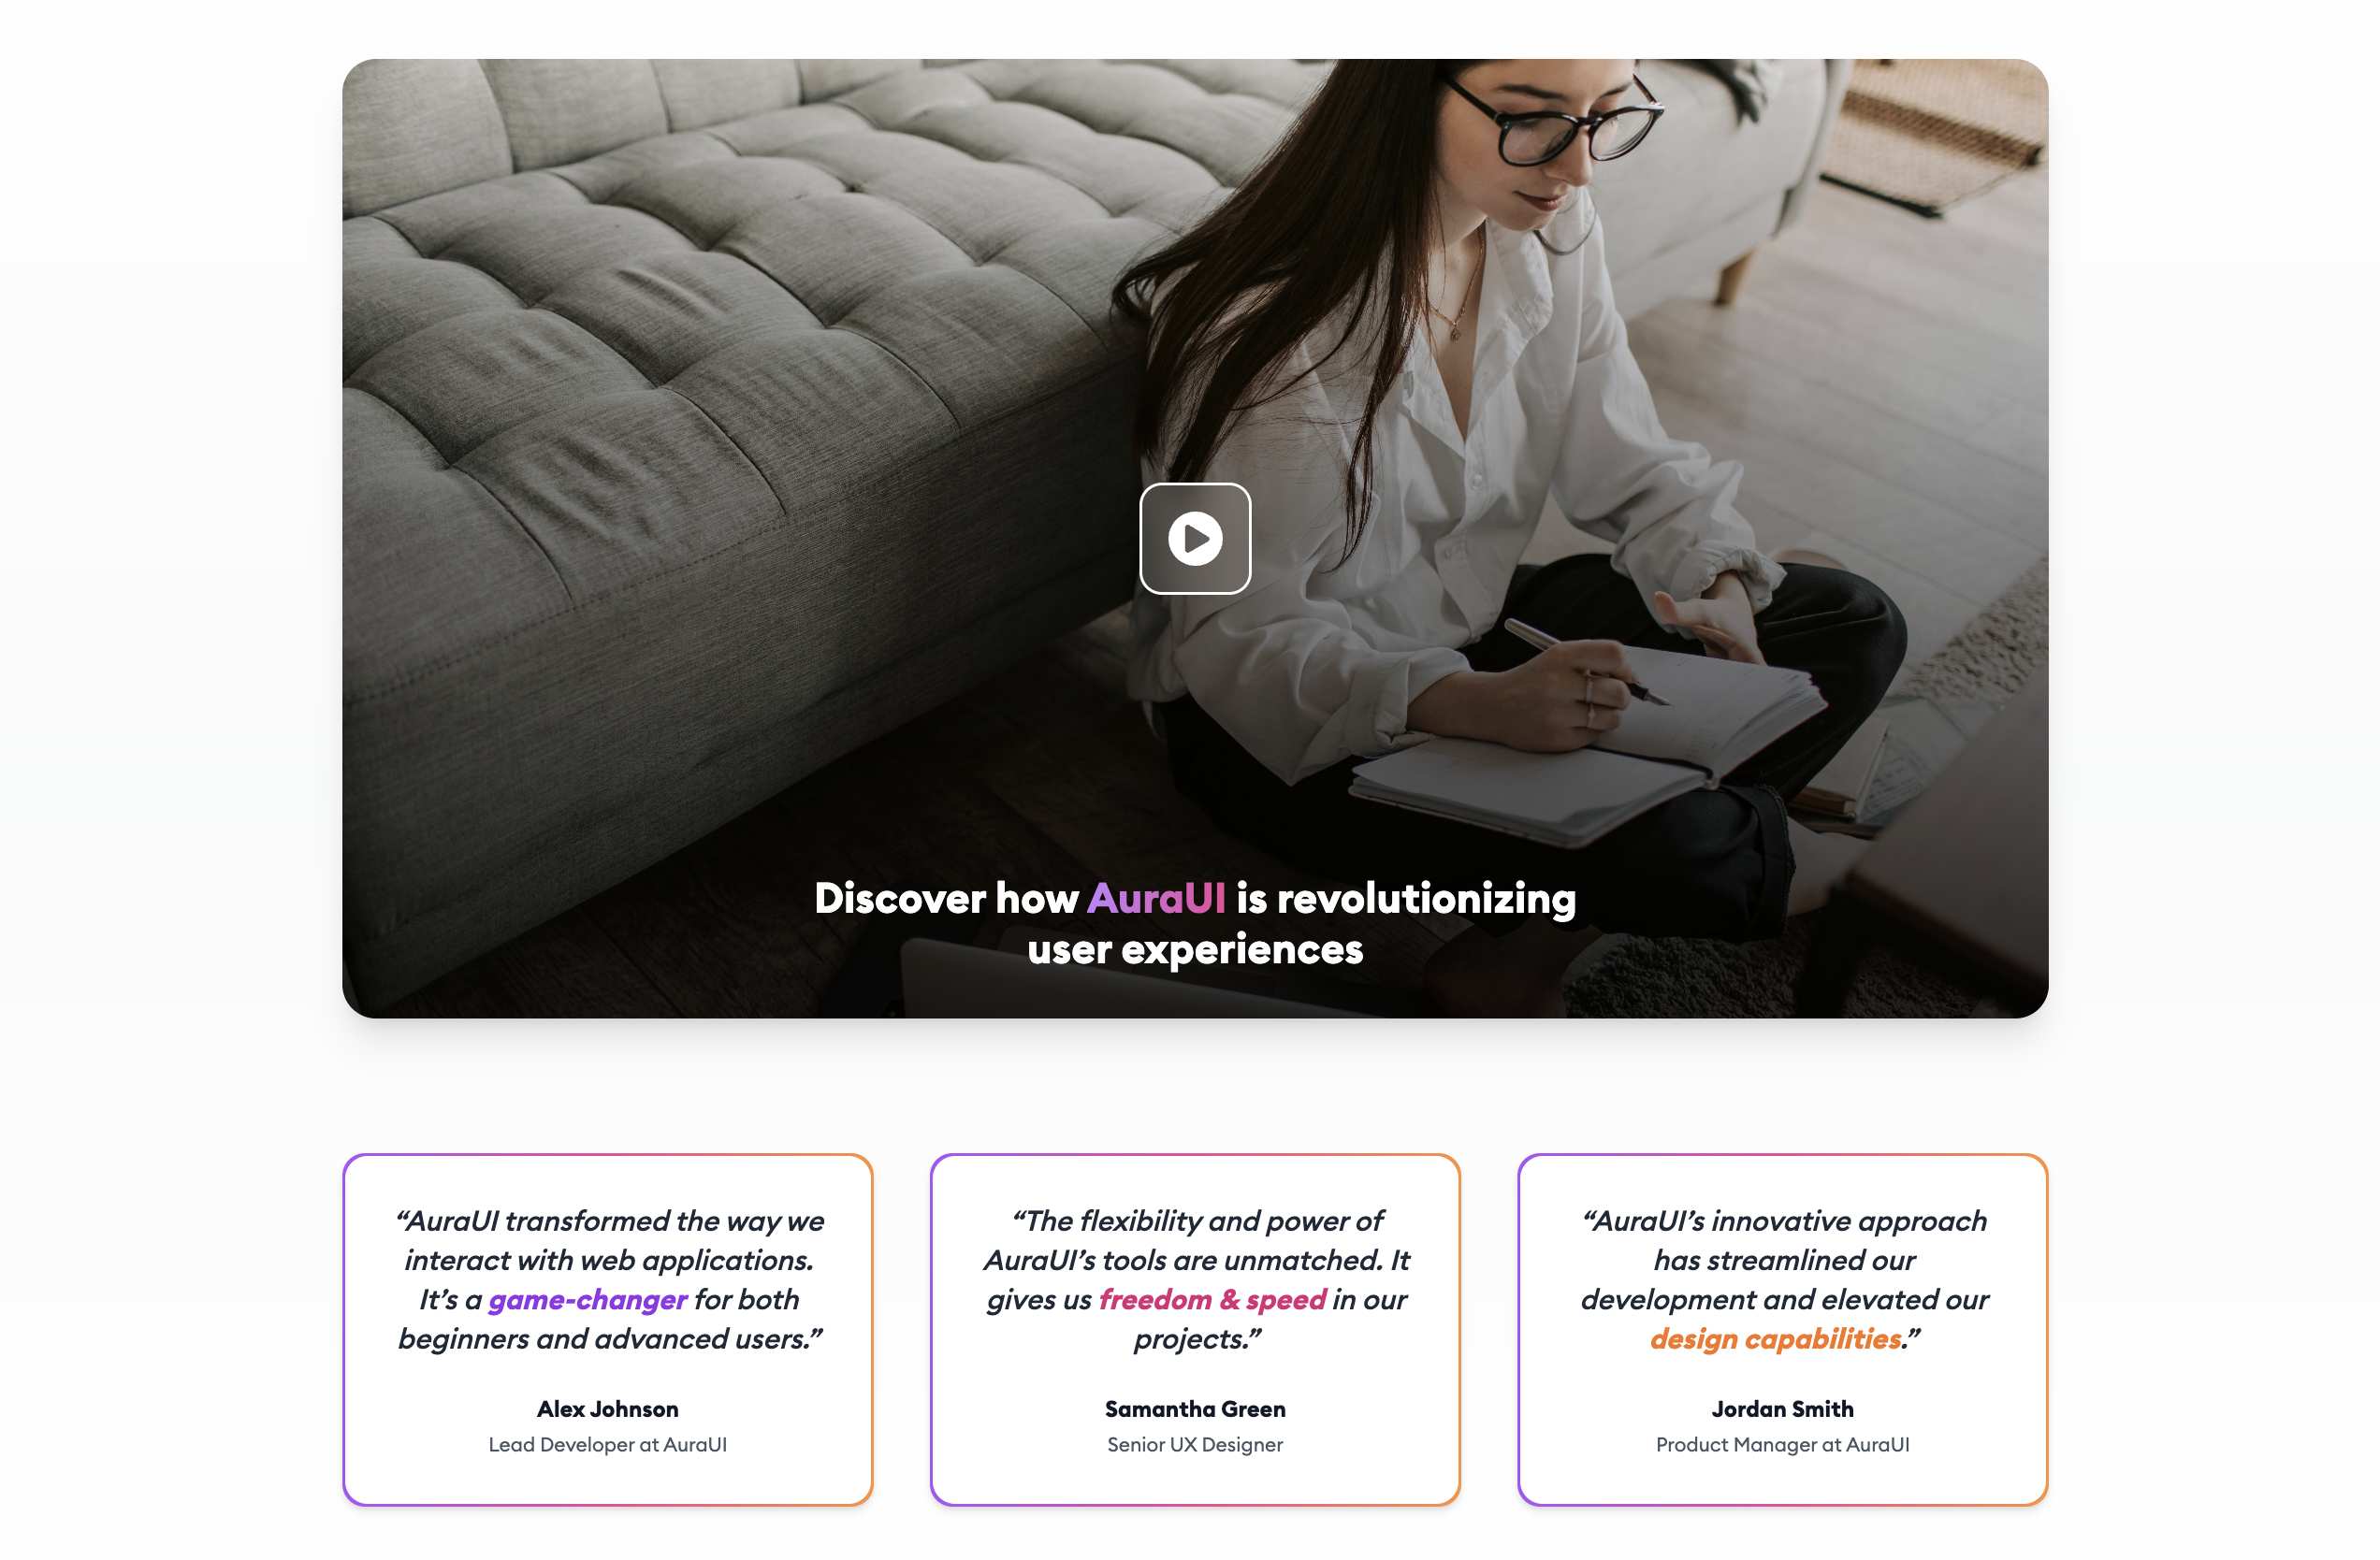 Discover how AuraUI is revolutionizing
user experiences
“AuraUI transformed the way we
interact with web applications.
It’s a game-changer for both
beginners and advanced users.”
Alex Johnson
Lead Developer at AuraUI
“The flexibility and power of
AuraUI’s tools are unmatched. It
gives us freedom & speed in our
projects.”
Samantha Green
Senior UX Designer
“AuraUI’s innovative approach
has streamlined our
development and elevated our
design capabilities.”
Jordan Smith
Product Manager at AuraUI